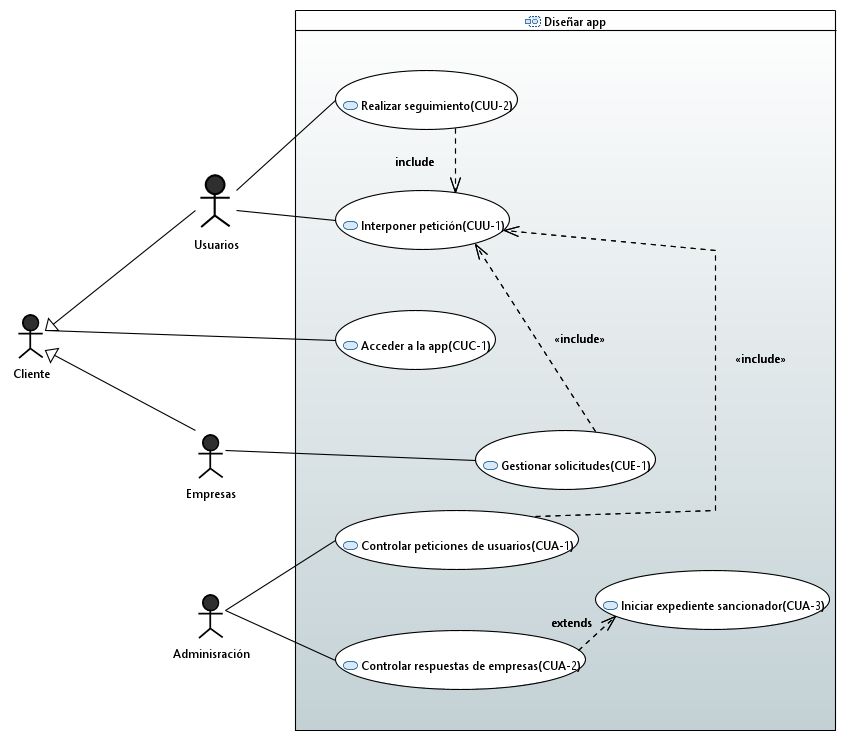 Diseñar app
Realizar seguimiento(CUU-2)
include
Interponer petición(CUU-1)
Usuarios
Acceder a la app(CUC-1)
«include»
«include»
Cliente
Gestionar solicitudes(CUE-1)
Empresas
Controlar peticiones de usuarios(CUA-1)
Iniciar expediente sancionador(CUA-3)
extends
Adminisración
Controlar respuestas de empresas(CUA-2)